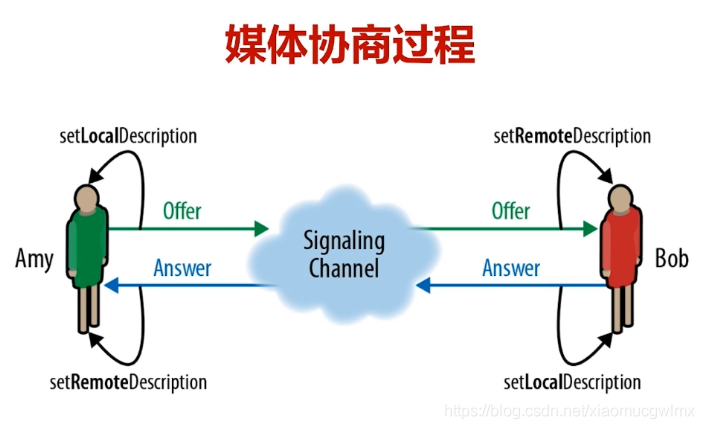 媒体协商过程
setLocalDescription
setRemoteDescription
Offer
Offer
Amy
Signaling
Channel
Bob
Answer
Answer
setRemoteDescription
setLocalDescription
https://blog.csdn.net/xiaomucgwlmx